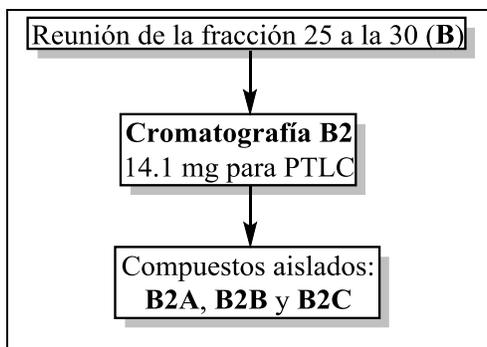 Reunión de la fracción 25 a la 30 (B)
Cromatografía B2
14.1 mg para PTLC
Compuestos aislados:
B2A, B2B y B2C